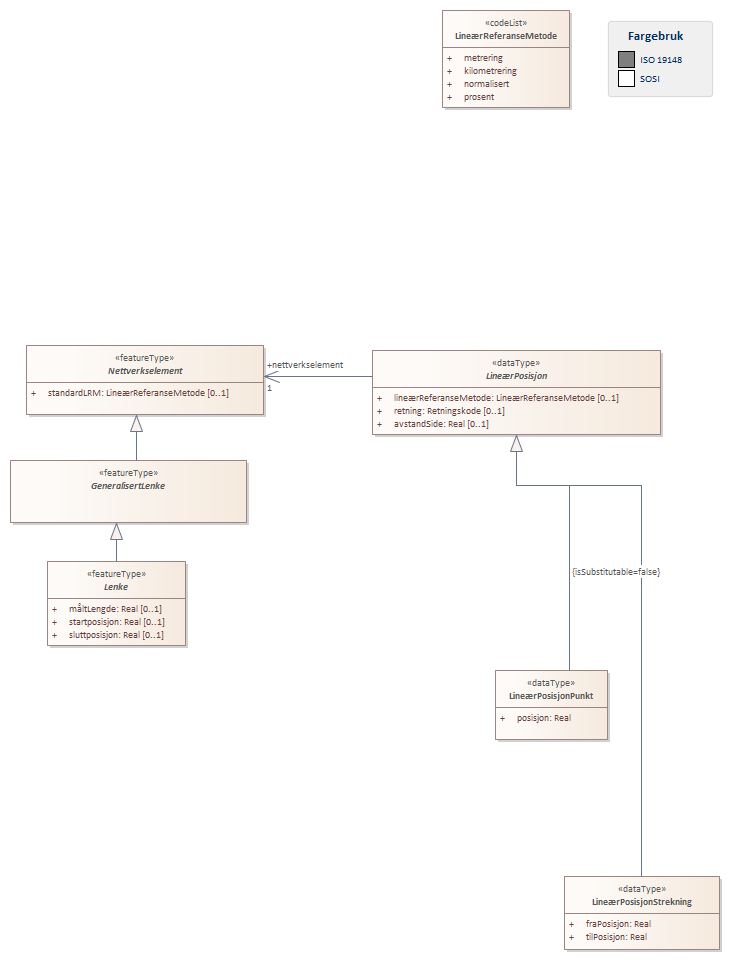 «codeList»
LineærReferanseMetode
+ metrering
+ kilometrering
+ normalisert
+ prosent
Fargebruk
ISO 19148
SOSI
«featureType»
Nettverkselement
+ standardLRM: LineærReferanseMetode [0..1]
+nettverkselement
1
«dataType»
LineærPosisjon
+ lineærReferanseMetode: LineærReferanseMetode [0..1]
+ retning: Retningskode [0..1]
+ avstandSide: Real [0..1]
«featureType»
GeneralisertLenke
«featureType»
Lenke
+ måltLengde: Real [0..1]
+ startposisjon: Real [0..1]
+ sluttposisjon: Real [0..1]
{isSubstitutable=false}
«dataType»
LineærPosisjonPunkt
+ posisjon: Real
«dataType»
LineærPosisjonStrekning
+ fraPosisjon: Real
+ tilPosisjon: Real